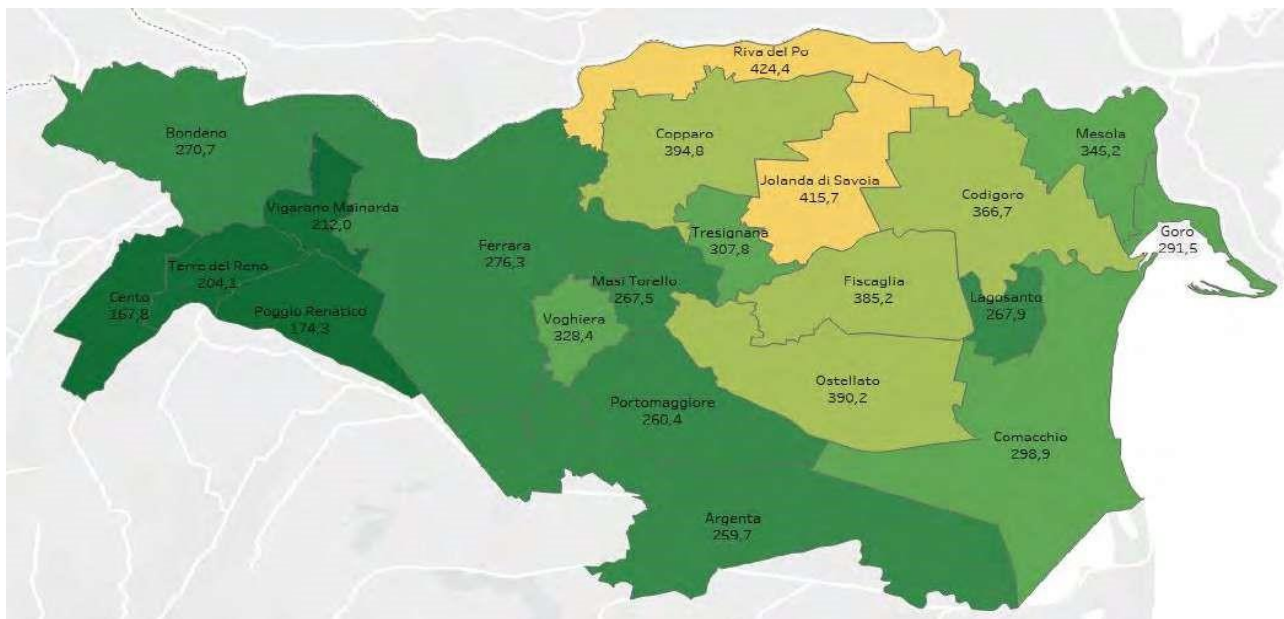 Riva del Po
424,4
Bondeno
270,7
Copparo
394,8
Mesola
345,2
Jolanda di Savoia
415,7
Codigoro
366,7
Vigarano Mainarda
212,0
Ferrara
276,3
Tresignana
307,8
Goro
291,5
Terre del Reno
204,1
Masi Torello
267,5
Fiscaglia
385,2
Cento
167,8
Poggio Renatico
174,3
Voghiera
328,4
Lagosanto
267,9
Ostellato
390,2
Portomaggiore
260,4
Comacchio
298,9
Argenta
259,7